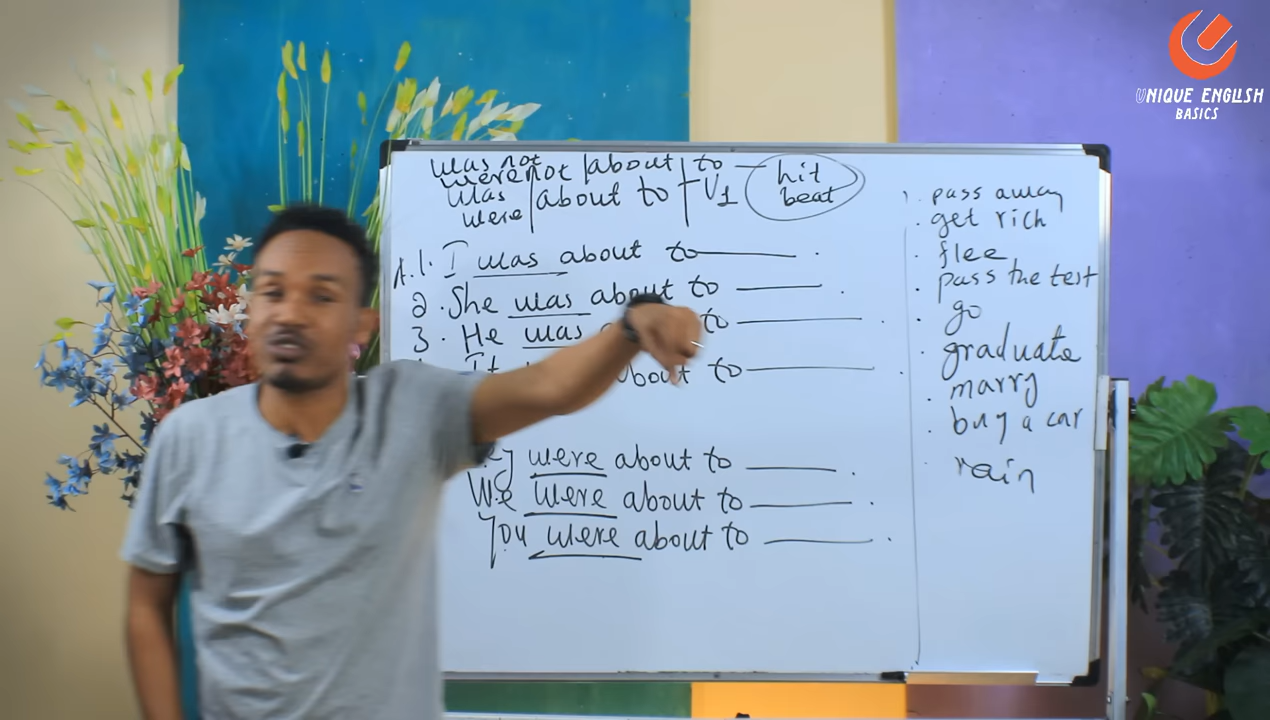 UNIQUE ENGLISH
BASICS
was not
were not | about | to — hit
was | about to | + V1 beat
were
A. 1. I was about to ______ .
2. She was about to ______ .
3. He was to ______ .
It about to ______ .
were about to ______ .
We were about to ______ .
You were about to ______ .
. pass away
. get rich
. flee
. pass the test
. go
. graduate
. marry
. buy a car
. rain